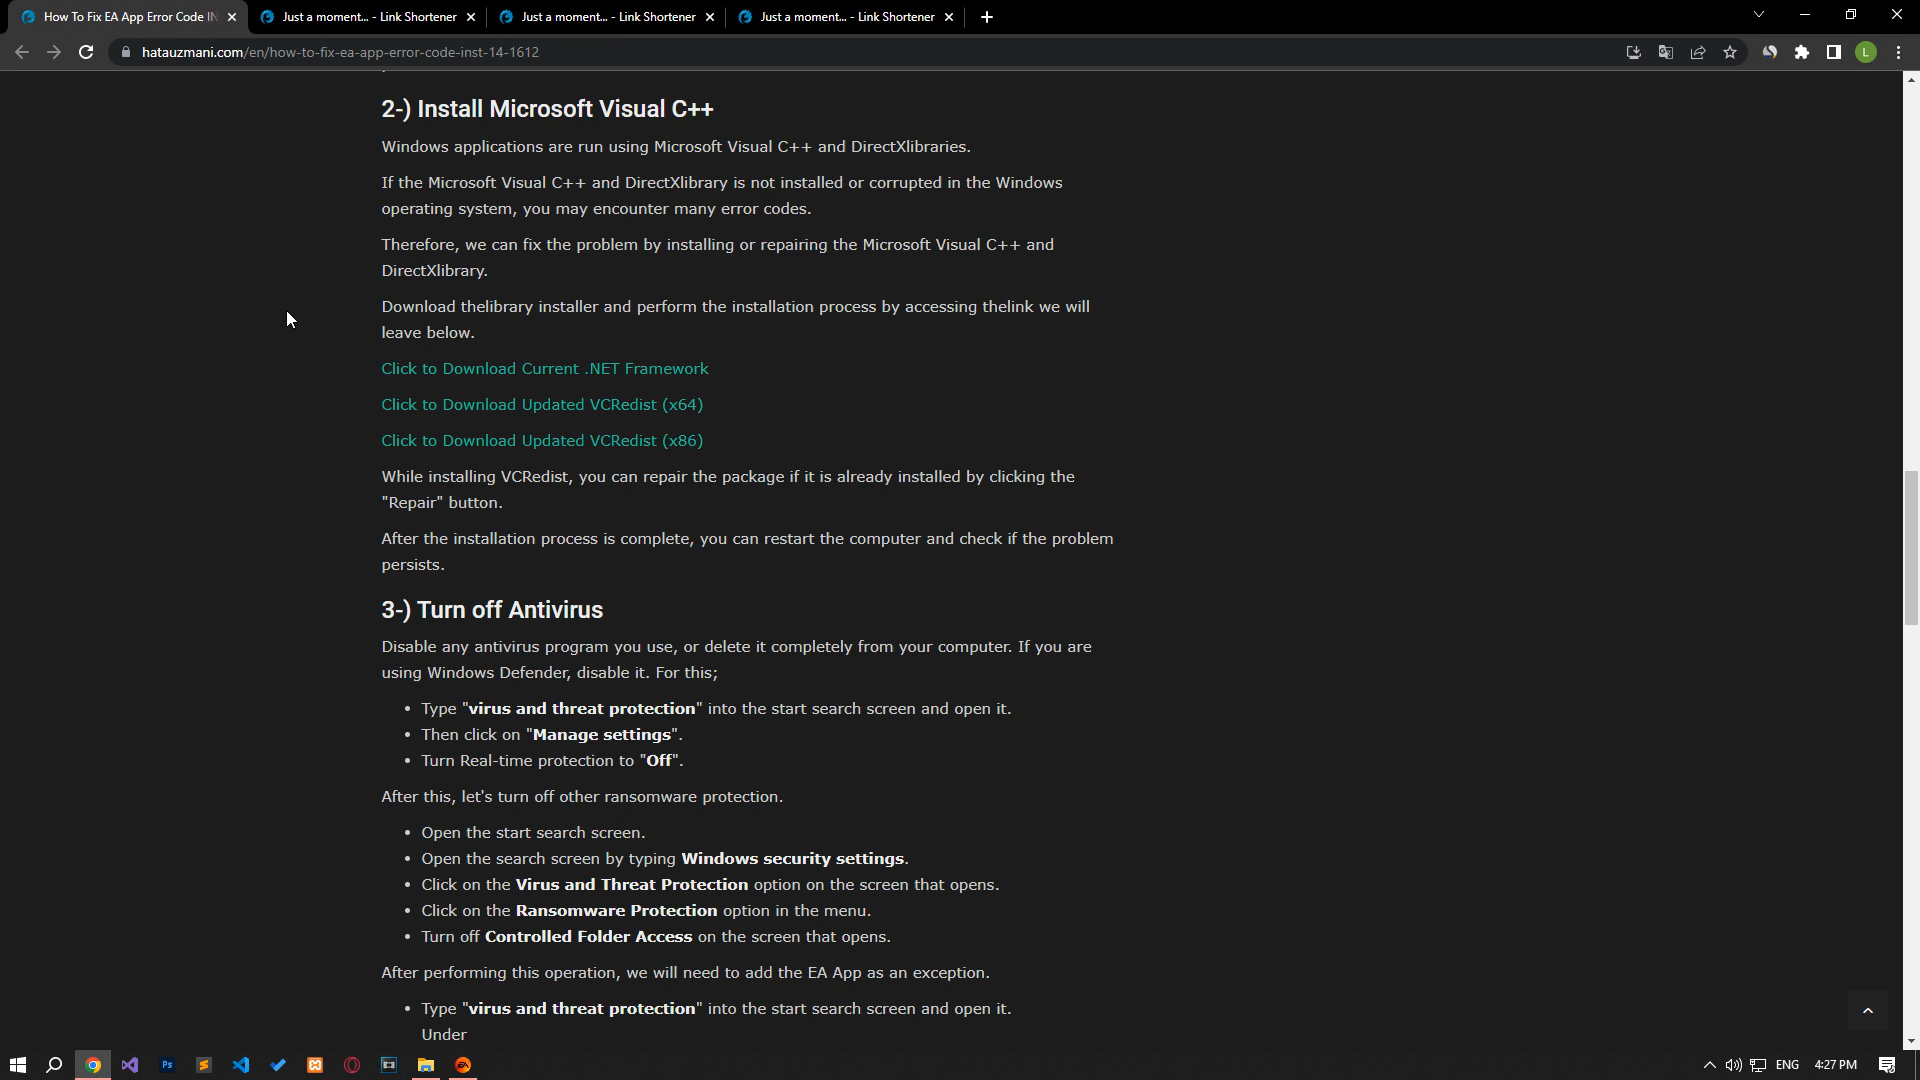 How To Fix EA App Error Code IN
Just a moment... - Link Shortener
Just a moment... - Link Shortener
Just a moment... - Link Shortener
hatauzmani.com/en/how-to-fix-ea-app-error-code-inst-14-1612
L
2-) Install Microsoft Visual C++
Windows applications are run using Microsoft Visual C++ and DirectXlibraries.
If the Microsoft Visual C++ and DirectXlibrary is not installed or corrupted in the Windows
operating system, you may encounter many error codes.
Therefore, we can fix the problem by installing or repairing the Microsoft Visual C++ and
DirectXlibrary.
Download thelibrary installer and perform the installation process by accessing thelink we will
leave below.
Click to Download Current .NET Framework
Click to Download Updated VCRedist (x64)
Click to Download Updated VCRedist (x86)
While installing VCRedist, you can repair the package if it is already installed by clicking the
"Repair" button.
After the installation process is complete, you can restart the computer and check if the problem
persists.
3-) Turn off Antivirus
Disable any antivirus program you use, or delete it completely from your computer. If you are
using Windows Defender, disable it. For this;
• Type "virus and threat protection" into the start search screen and open it.
• Then click on "Manage settings".
• Turn Real-time protection to "Off".
After this, let's turn off other ransomware protection.
• Open the start search screen.
• Open the search screen by typing Windows security settings.
• Click on the Virus and Threat Protection option on the screen that opens.
• Click on the Ransomware Protection option in the menu.
• Turn off Controlled Folder Access on the screen that opens.
After performing this operation, we will need to add the EA App as an exception.
• Type "virus and threat protection" into the start search screen and open it.
Under
Ps
EA
ENG
4:27 PM